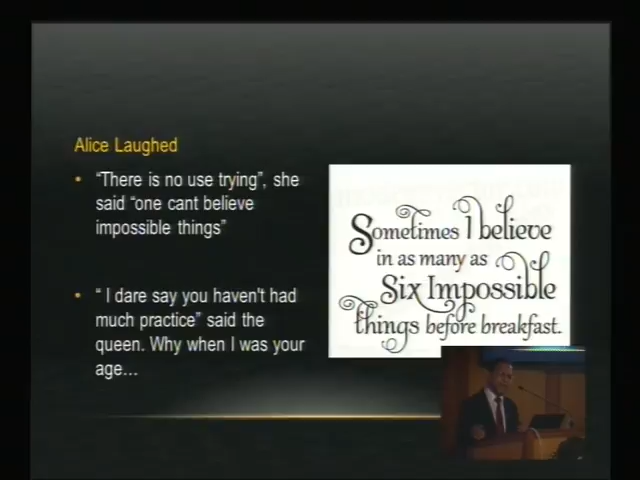 Alice Laughed
• “There is no use trying”, she
said “one cant believe
impossible things”
• “ I dare say you haven't had
much practice” said the
queen. Why when I was your
age...
Sometimes I believe
in as many as
Six Impossible
things before breakfast.